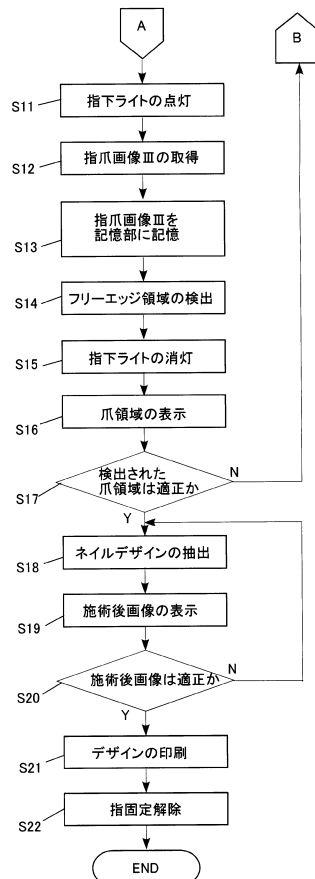 A
B
S11
指下ライトの点灯
S12
指爪画像Ⅲの取得
S13
指爪画像Ⅲを
記憶部に記憶
S14
フリーエッジ領域の検出
S15
指下ライトの消灯
S16
爪領域の表示
S17
検出された
爪領域は適正か
N
Y
S18
ネイルデザインの抽出
S19
施術後画像の表示
S20
施術後画像は適正か
N
Y
S21
デザインの印刷
S22
指固定解除
END